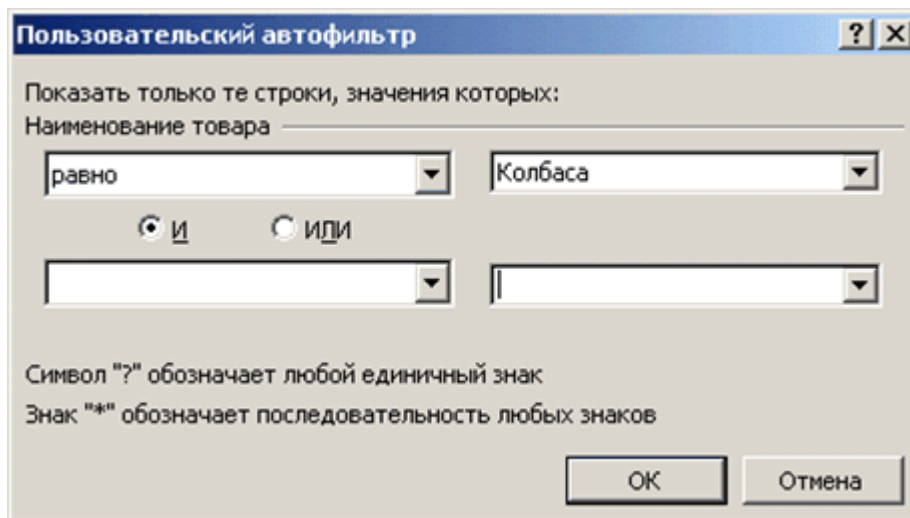 Пользовательский автофильтр
Показать только те строки, значения которых:
Наименование товара
равно Колбаса
И ИЛИ
Символ "?" обозначает любой единичный знак
Знак "*" обозначает последовательность любых знаков
ОК Отмена